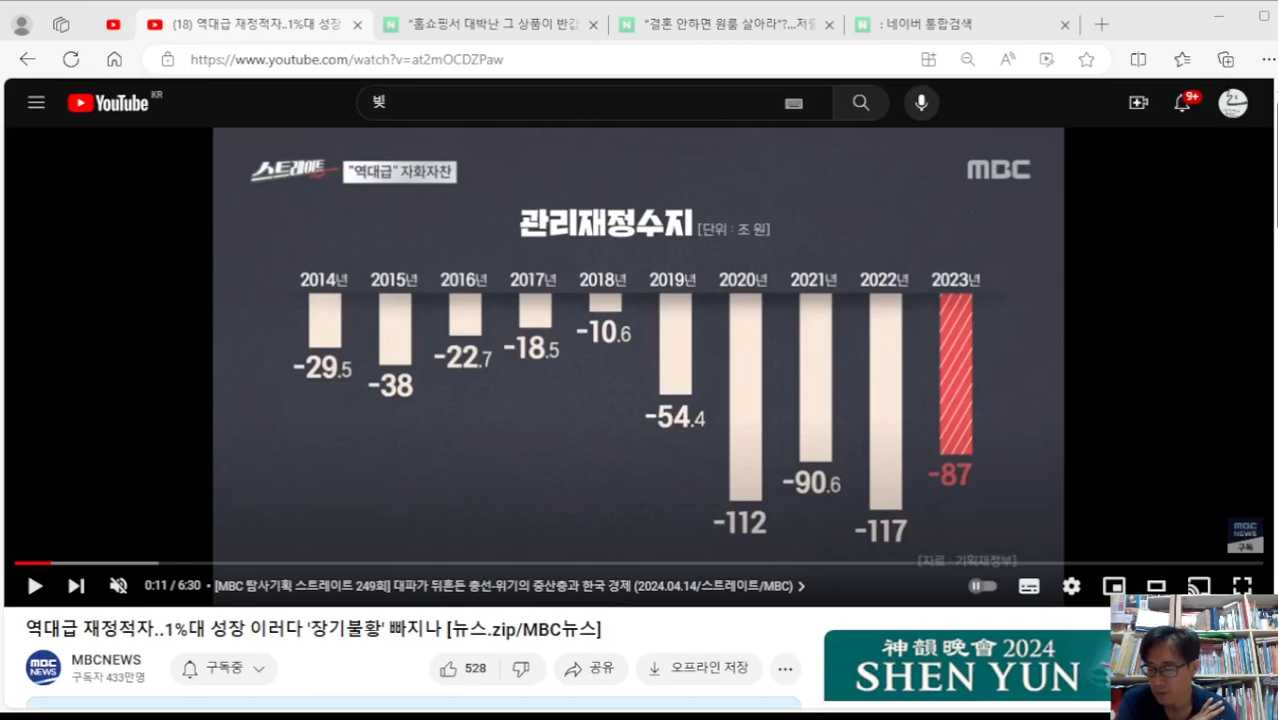 (18) 역대급 재정적자..1%대 성장
"홈쇼핑서 대박난 그 상품이 반값
"결혼 안하면 원룸 살아라"?...저출
: 네이버 통합검색
https://www.youtube.com/watch?v=at2mOCDZPaw
YouTube KR
빚
9+
스트레이트 "역대급" 자화자찬
MBC
관리재정수지 [단위 : 조 원]
2014년 2015년 2016년 2017년 2018년 2019년 2020년 2021년 2022년 2023년
-29.5 -38 -22.7 -18.5 -10.6 -54.4 -112 -90.6 -117 -87
MBC
NEWS
구독
[자료 : 기획재정부]
0:11 / 6:30 • [MBC 탐사기획 스트레이트 249회] 대파가 뒤흔든 총선-위기의 중산층과 한국 경제 (2024.04.14/스트레이트/MBC)
역대급 재정적자..1%대 성장 이러다 '장기불황' 빠지나 [뉴스.zip/MBC뉴스]
MBC
NEWS
MBCNEWS
구독자 433만명
구독중
528
공유
오프라인 저장
神韻晚會 2024
SHEN YUN